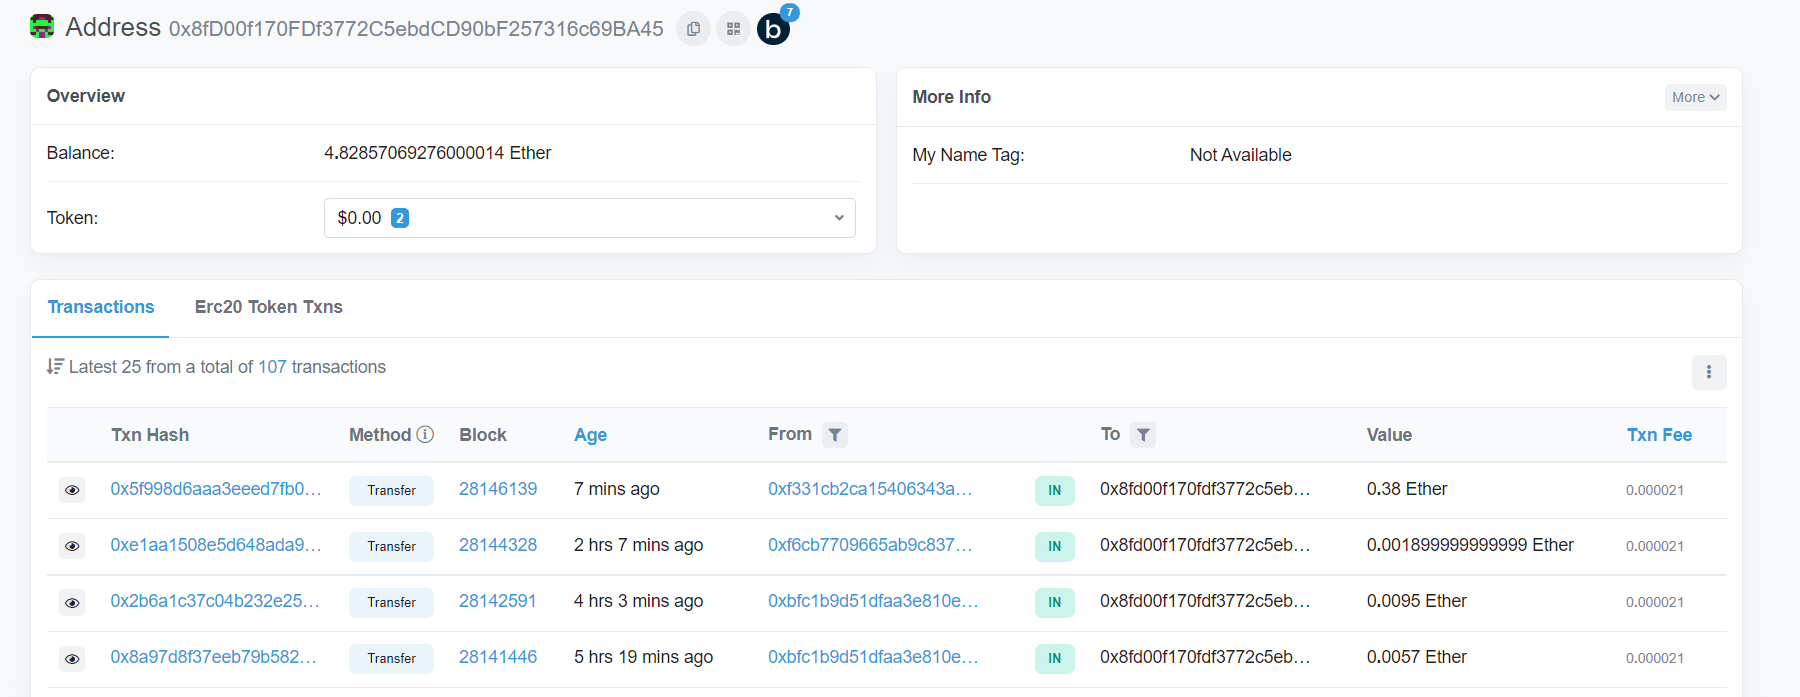 Address 0x8fD00f170FDf3772C5ebdCD90bF257316c69BA45 b 7
Overview
Balance: 4.82857069276000014 Ether
Token: $0.00 2
More Info More
My Name Tag: Not Available
Transactions Erc20 Token Txns
Latest 25 from a total of 107 transactions
Txn Hash Method Block Age From To Value Txn Fee
0x5f998d6aaa3eeed7fb0... Transfer 28146139 7 mins ago 0xf331cb2ca15406343a... IN 0x8fd00f170fdf3772c5eb... 0.38 Ether 0.000021
0xe1aa1508e5d648ada9... Transfer 28144328 2 hrs 7 mins ago 0xf6cb7709665ab9c837... IN 0x8fd00f170fdf3772c5eb... 0.001899999999999 Ether 0.000021
0x2b6a1c37c04b232e25... Transfer 28142591 4 hrs 3 mins ago 0xbfc1b9d51dfaa3e810e... IN 0x8fd00f170fdf3772c5eb... 0.0095 Ether 0.000021
0x8a97d8f37eeb79b582... Transfer 28141446 5 hrs 19 mins ago 0xbfc1b9d51dfaa3e810e... IN 0x8fd00f170fdf3772c5eb... 0.0057 Ether 0.000021